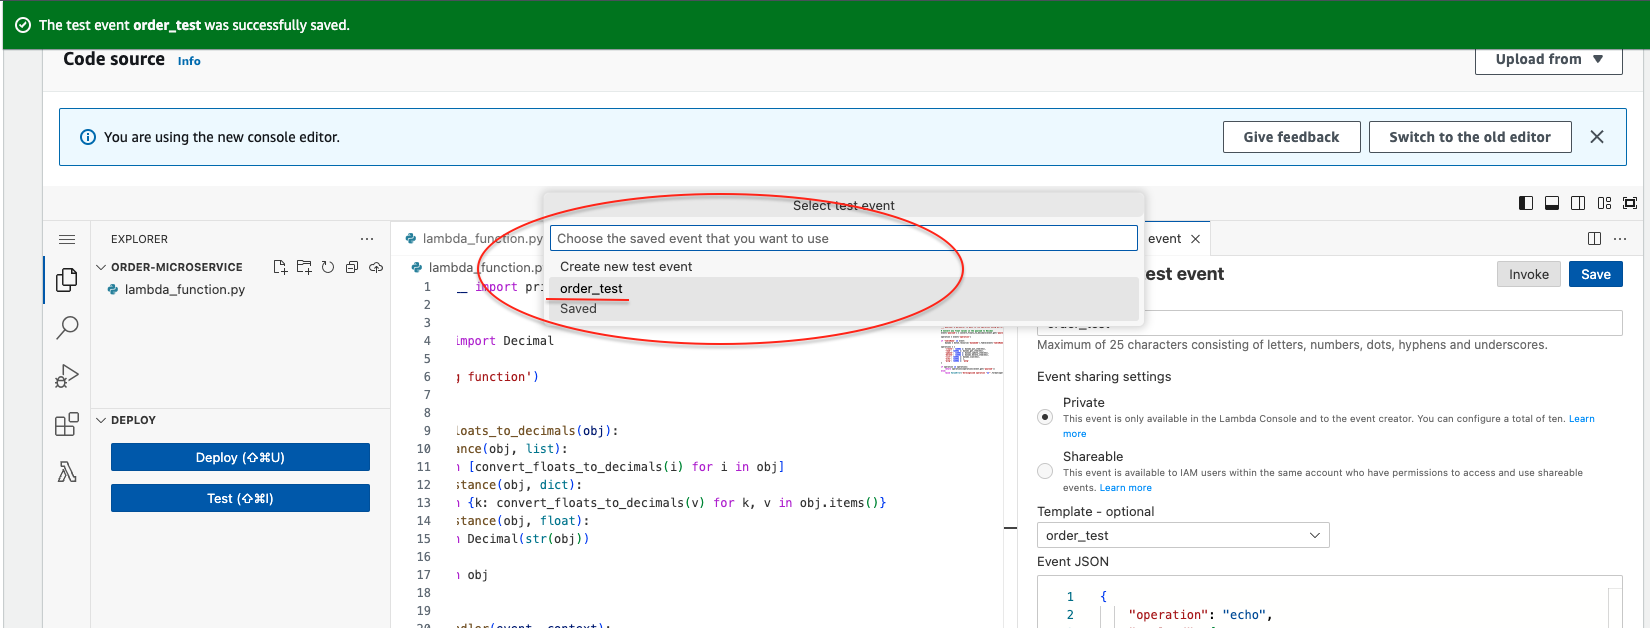 The test event order_test was successfully saved.
Code source Info
Upload from
You are using the new console editor.
Give feedback
Switch to the old editor
Select test event
Choose the saved event that you want to use
Create new test event
order_test
Saved
EXPLORER
ORDER-MICROSERVICE
lambda_function.py
DEPLOY
Deploy (⇧⌘U)
Test (⇧⌘I)
lambda_function.py
lambda_function.p
1 __ import pri
2
3
4 import Decimal
5
6 g function')
7
8
9 loats_to_decimals(obj):
10 ance(obj, list):
11 n [convert_floats_to_decimals(i) for i in obj]
12 stance(obj, dict):
13 n {k: convert_floats_to_decimals(v) for k, v in obj.items()}
14 stance(obj, float):
15 n Decimal(str(obj))
16
17 n obj
18
19
20 ndler(event, context):
event
est event
Invoke
Save
order_test
Maximum of 25 characters consisting of letters, numbers, dots, hyphens and underscores.
Event sharing settings
Private
This event is only available in the Lambda Console and to the event creator. You can configure a total of ten. Learn
more
Shareable
This event is available to IAM users within the same account who have permissions to access and use shareable
events. Learn more
Template - optional
order_test
Event JSON
1 {
2 "operation": "echo",